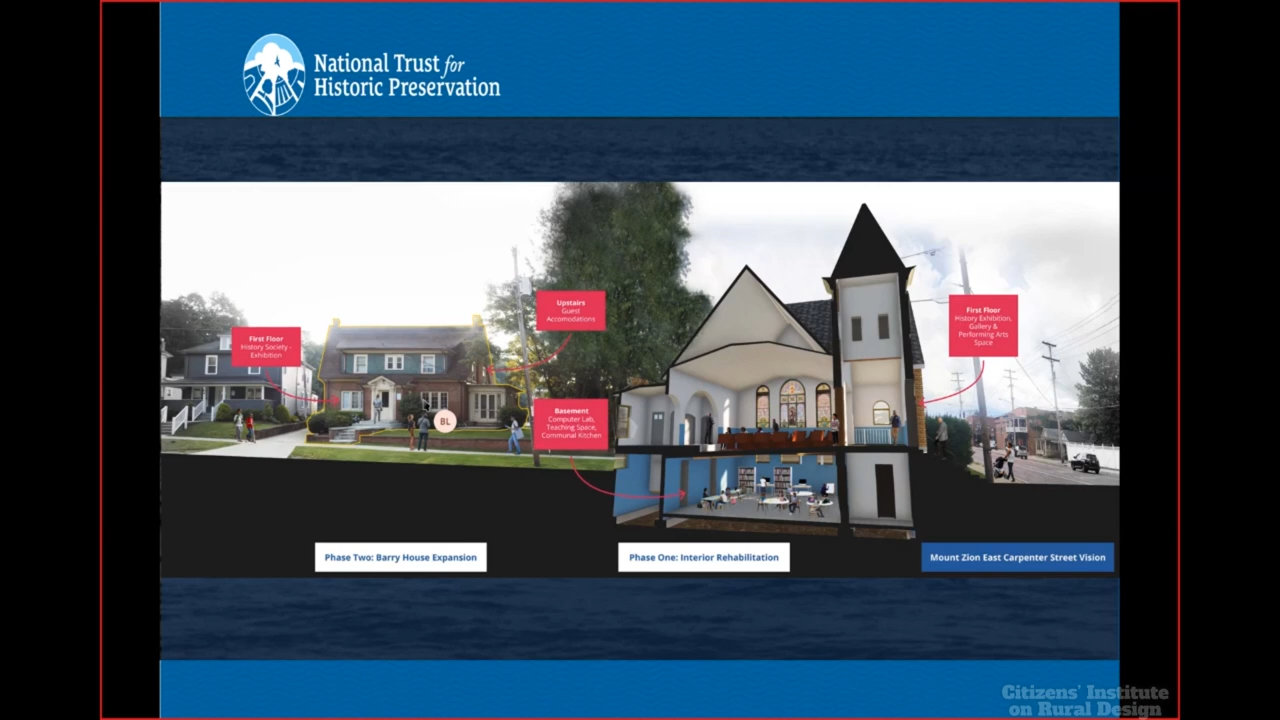 National Trust for
Historic Preservation
Upstairs
Guest
Accomodations
First Floor
History Exhibition,
Gallery &
Performing Arts
Space
First Floor
History Society -
Exhibition
Basement
Computer Lab,
Teaching Space,
Communal Kitchen
BL
Phase Two: Barry House Expansion
Phase One: Interior Rehabilitation
Mount Zion East Carpenter Street Vision
Citizens' Institute
on Rural Design